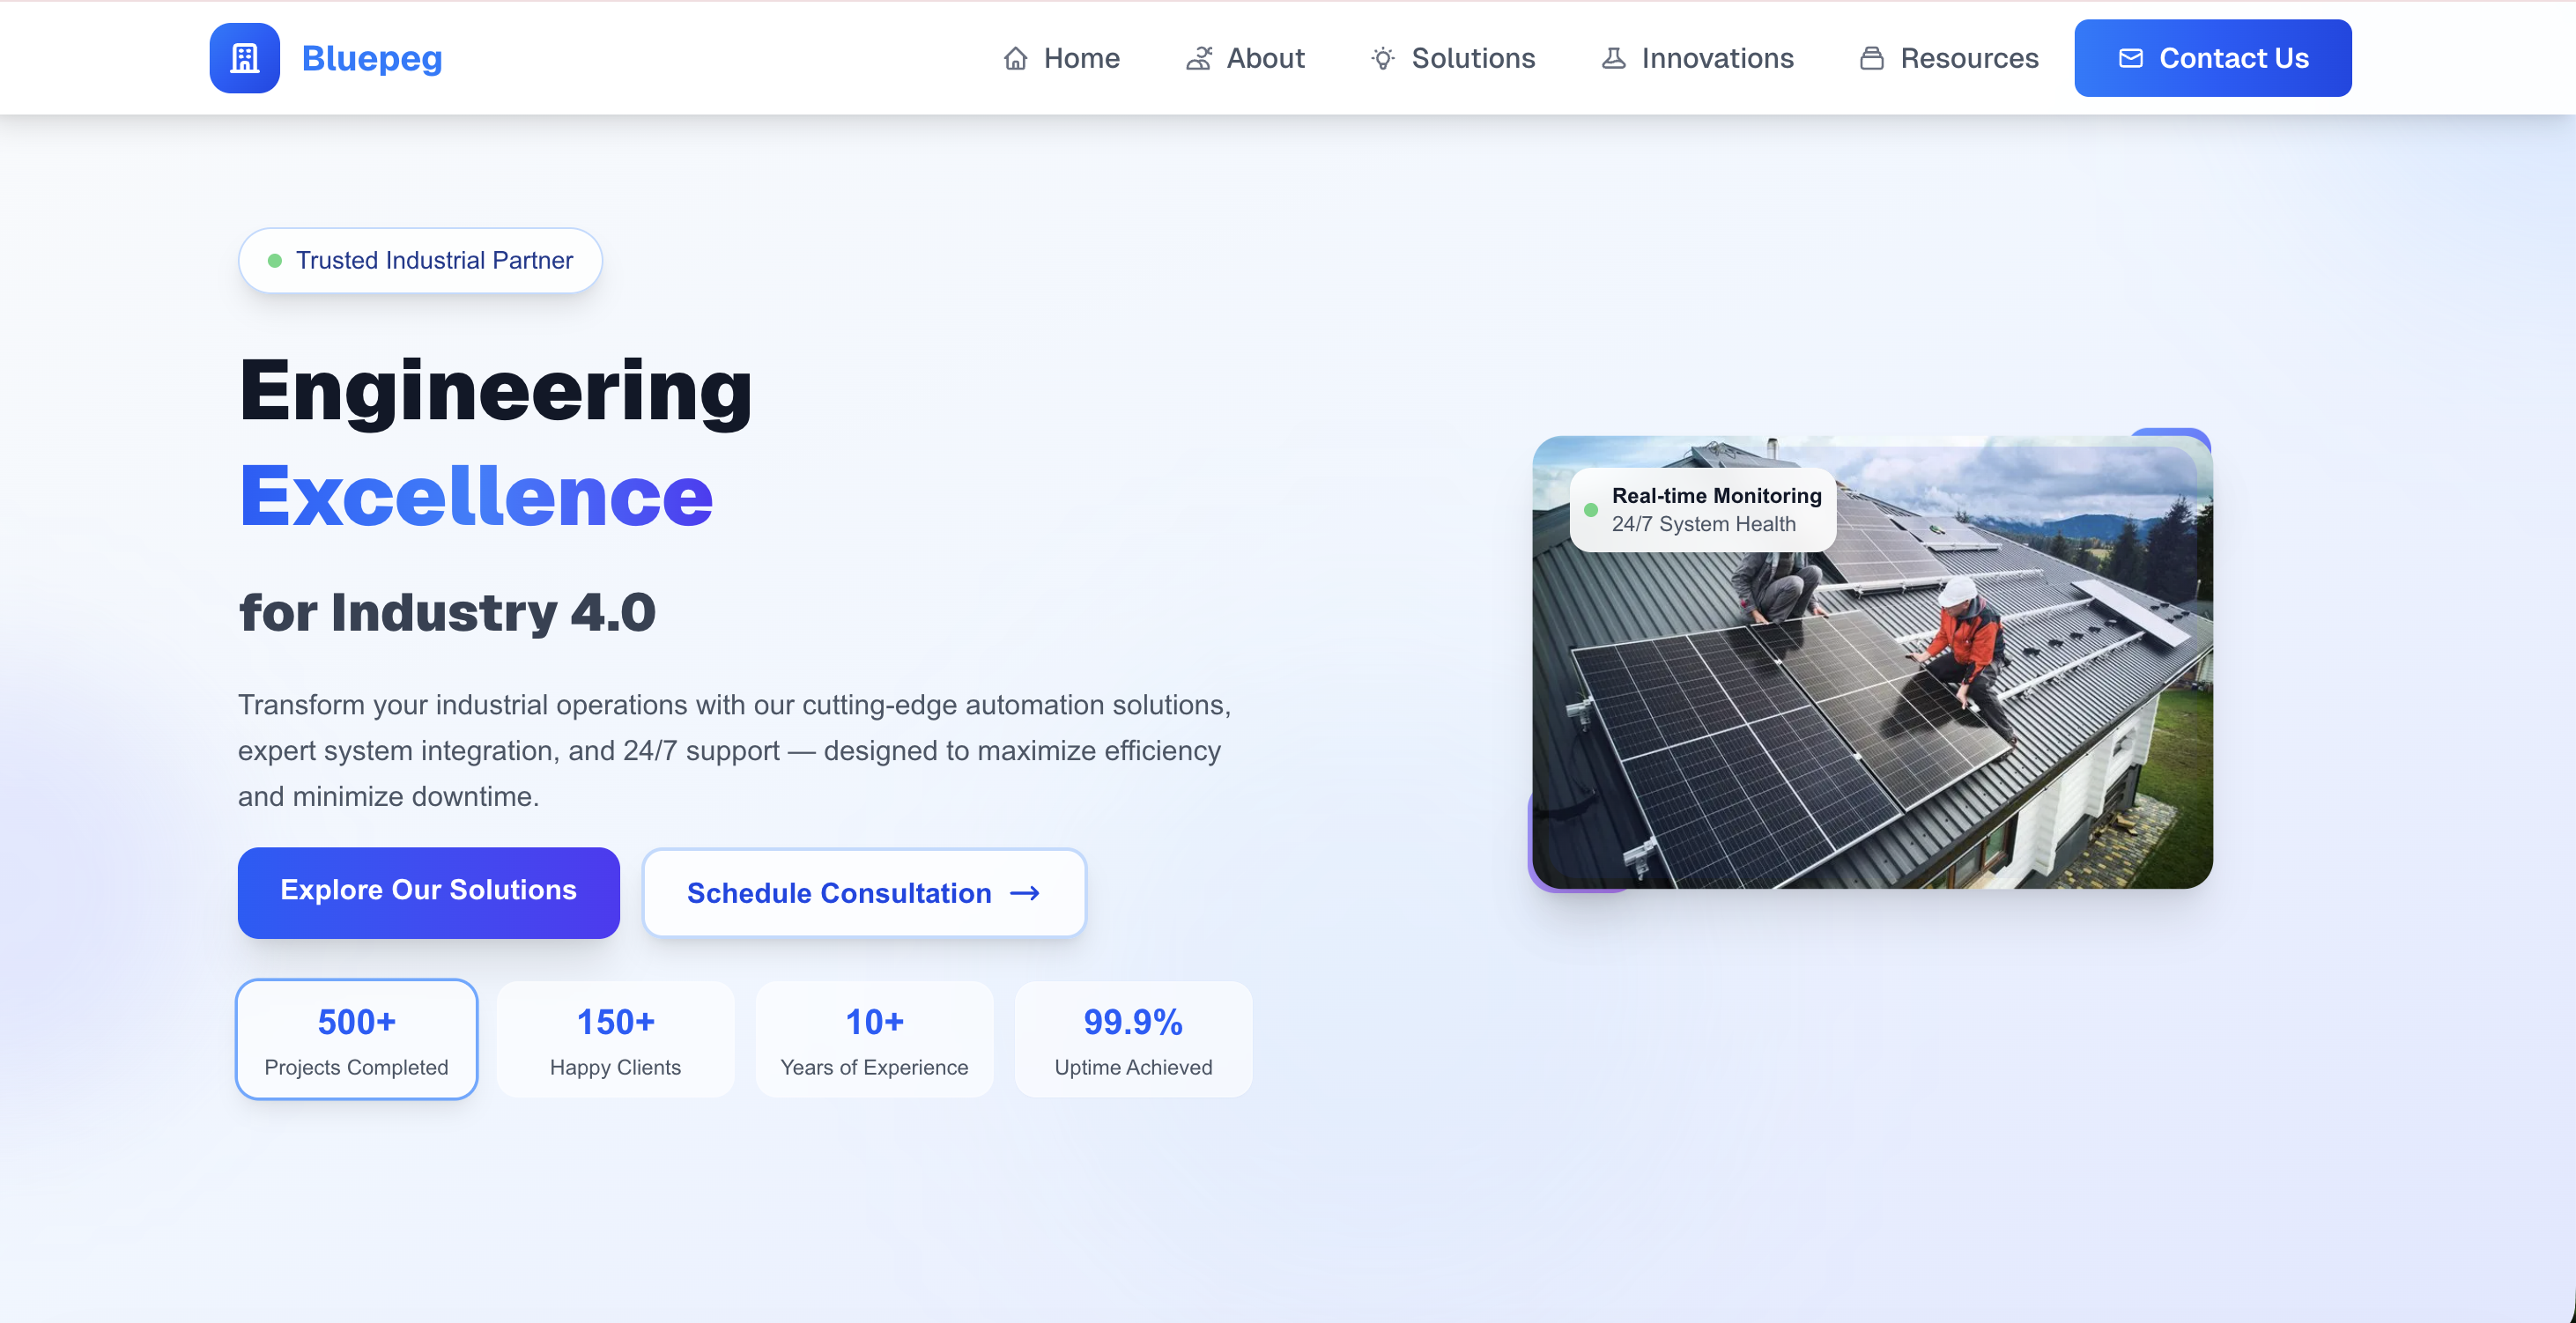 Bluepeg
Home
About
Solutions
Innovations
Resources
Contact Us
Trusted Industrial Partner
Engineering
Excellence
for Industry 4.0
Transform your industrial operations with our cutting-edge automation solutions,
expert system integration, and 24/7 support — designed to maximize efficiency
and minimize downtime.
Explore Our Solutions
Schedule Consultation →
500+
Projects Completed
150+
Happy Clients
10+
Years of Experience
99.9%
Uptime Achieved
Real-time Monitoring
24/7 System Health